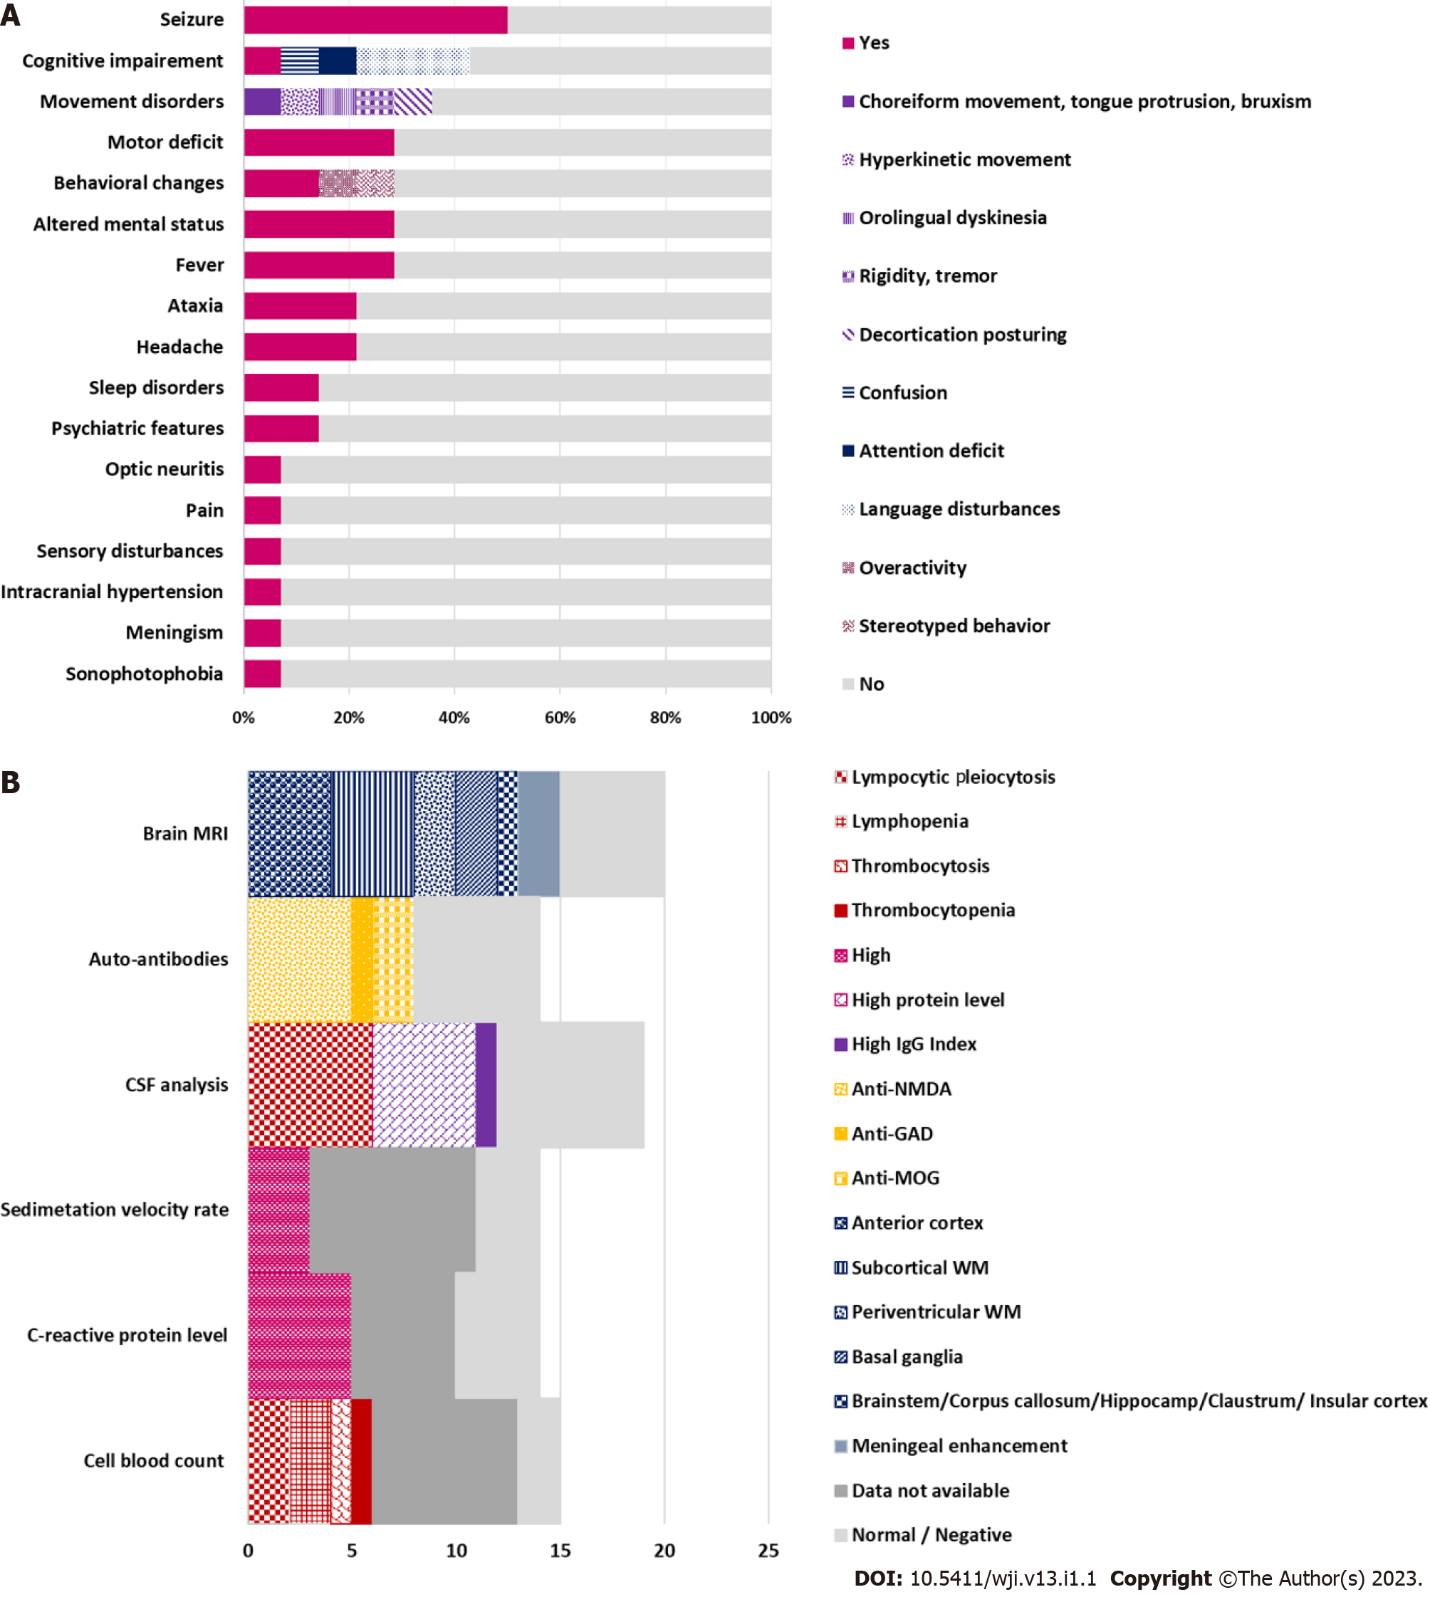 A
Seizure
Cognitive impairement
Movement disorders
Motor deficit
Behavioral changes
Altered mental status
Fever
Ataxia
Headache
Sleep disorders
Psychiatric features
Optic neuritis
Pain
Sensory disturbances
Intracranial hypertension
Meningism
Sonophotophobia
0% 20% 40% 60% 80% 100%
Yes
Choreiform movement, tongue protrusion, bruxism
Hyperkinetic movement
Orolingual dyskinesia
Rigidity, tremor
Decortication posturing
Confusion
Attention deficit
Language disturbances
Overactivity
Stereotyped behavior
No
B
Brain MRI
Auto-antibodies
CSF analysis
Sedimetation velocity rate
C-reactive protein level
Cell blood count
0 5 10 15 20 25
Lympocytic pleiocytosis
Lymphopenia
Thrombocytosis
Thrombocytopenia
High
High protein level
High IgG Index
Anti-NMDA
Anti-GAD
Anti-MOG
Anterior cortex
Subcortical WM
Periventricular WM
Basal ganglia
Brainstem/Corpus callosum/Hippocamp/Claustrum/ Insular cortex
Meningeal enhancement
Data not available
Normal / Negative
DOI: 10.5411/wji.v13.i1.1 Copyright ©The Author(s) 2023.